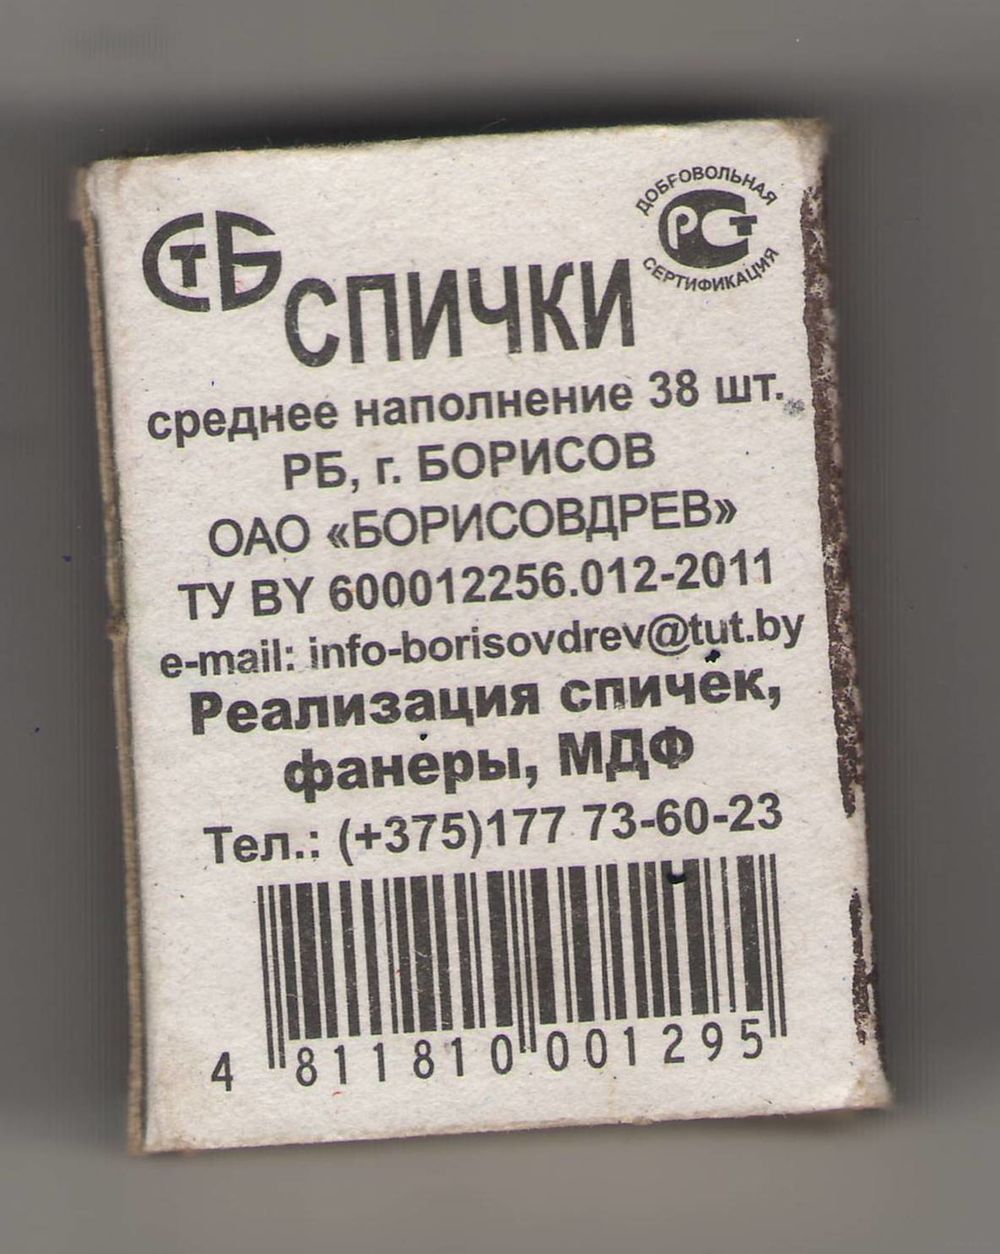 СТБ
ДОБРОВОЛЬНАЯ
РСТ
СЕРТИФИКАЦИЯ
СПИЧКИ
среднее наполнение 38 шт.
РБ, г. БОРИСОВ
ОАО «БОРИСОВДРЕВ»
ТУ BY 600012256.012-2011
e-mail: info-borisovdrev@tut.by
Реализация спичек,
фанеры, МДФ
Тел.: (+375)177 73-60-23
4 811810 001295